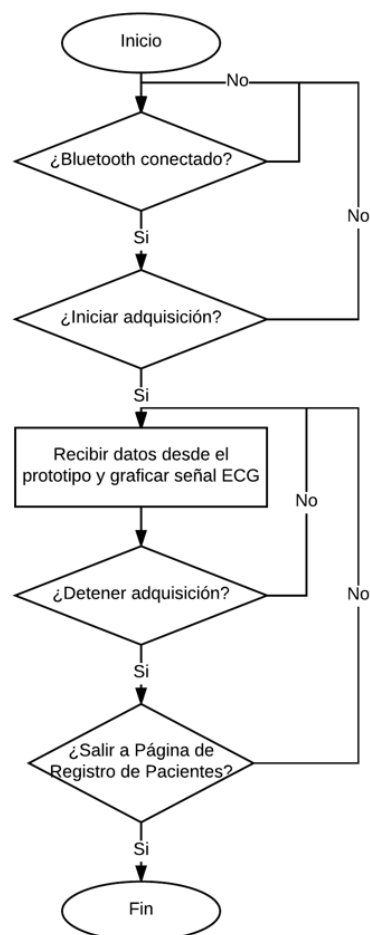 Inicio
No
¿Bluetooth conectado?
No
Si
¿Iniciar adquisición?
Si
Recibir datos desde el
prototipo y graficar señal ECG
No
¿Detener adquisición?
No
Si
¿Salir a Página de
Registro de Pacientes?
Si
Fin